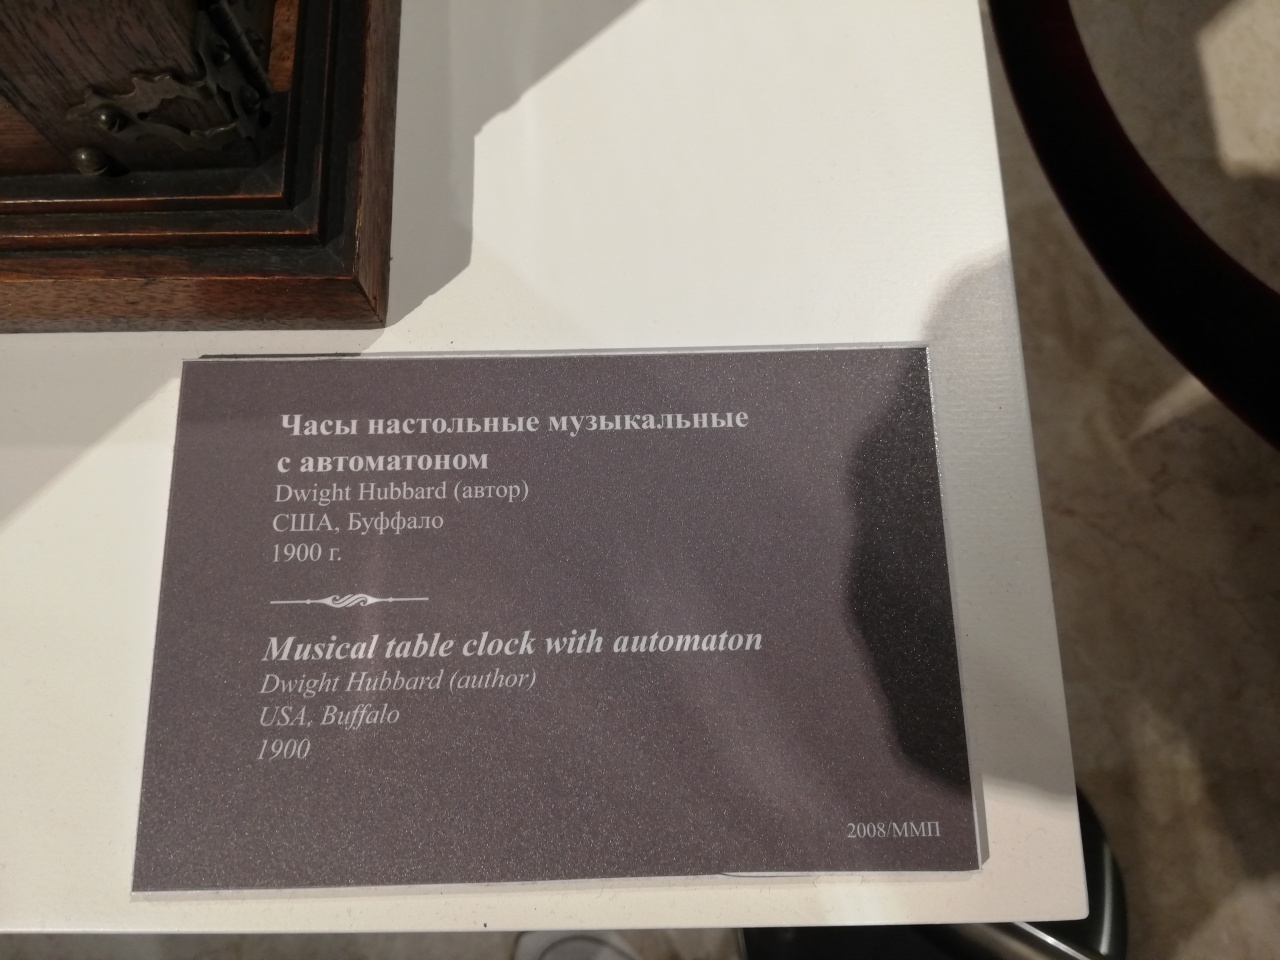 Часы настольные музыкальные
с автоматоном
Dwight Hubbard (автор)
США, Буффало
1900 г.
Musical table clock with automaton
Dwight Hubbard (author)
USA, Buffalo
1900
2008/ММП